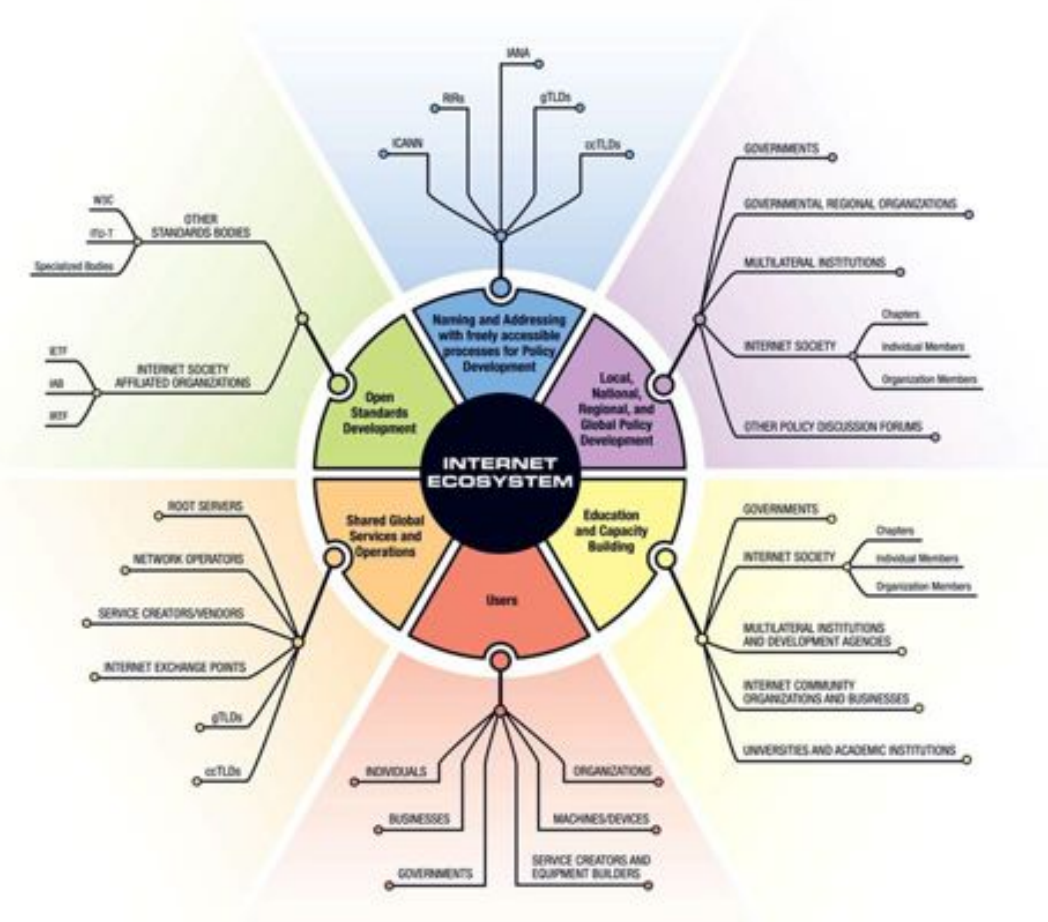 IANA
RIRs
gTLDs
ICANN
ccTLDs
W3C
ITU-T
Specialized Bodies
OTHER
STANDARDS BODIES
IETF
IAB
IRTF
INTERNET SOCIETY
AFFILIATED ORGANIZATIONS
GOVERNMENTS
GOVERNMENTAL REGIONAL ORGANIZATIONS
MULTILATERAL INSTITUTIONS
INTERNET SOCIETY
Chapters
Individual Members
Organization Members
OTHER POLICY DISCUSSION FORUMS
Naming and Addressing
with freely accessible
processes for Policy
Development
Open
Standards
Development
Local,
National,
Regional, and
Global Policy
Development
INTERNET
ECOSYSTEM
Shared Global
Services and
Operations
Users
Education
and Capacity
Building
ROOT SERVERS
NETWORK OPERATORS
SERVICE CREATORS/VENDORS
INTERNET EXCHANGE POINTS
gTLDs
ccTLDs
GOVERNMENTS
INTERNET SOCIETY
Chapters
Individual Members
Organization Members
MULTILATERAL INSTITUTIONS
AND DEVELOPMENT AGENCIES
INTERNET COMMUNITY
ORGANIZATIONS AND BUSINESSES
UNIVERSITIES AND ACADEMIC INSTITUTIONS
INDIVIDUALS
BUSINESSES
GOVERNMENTS
ORGANIZATIONS
MACHINES/DEVICES
SERVICE CREATORS AND
EQUIPMENT BUILDERS